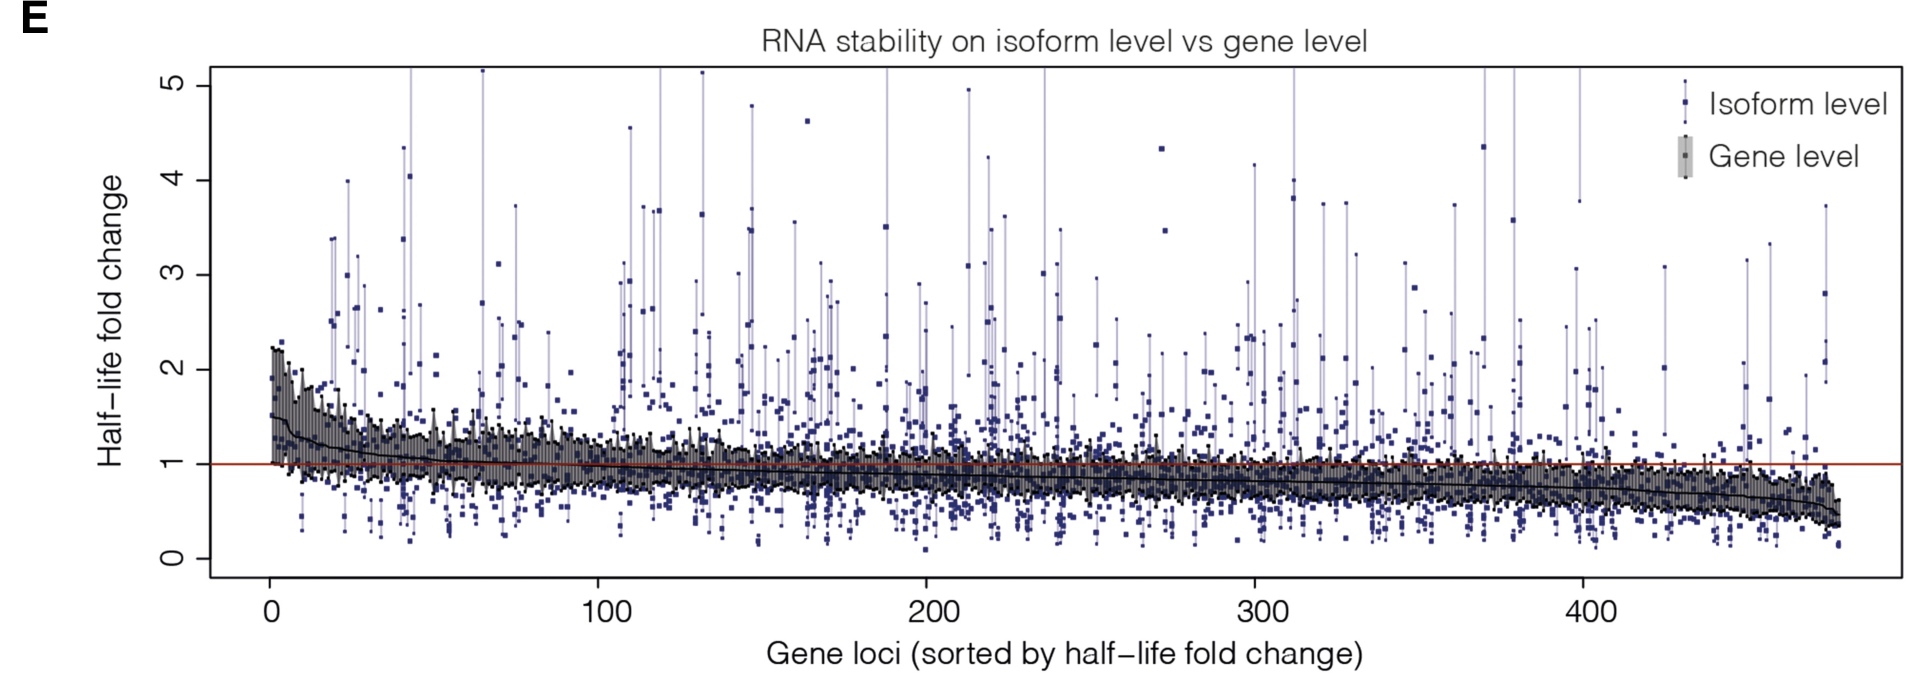 E
RNA stability on isoform level vs gene level
Half−life fold change
5
4
3
2
1
0
Isoform level
Gene level
0 100 200 300 400
Gene loci (sorted by half−life fold change)